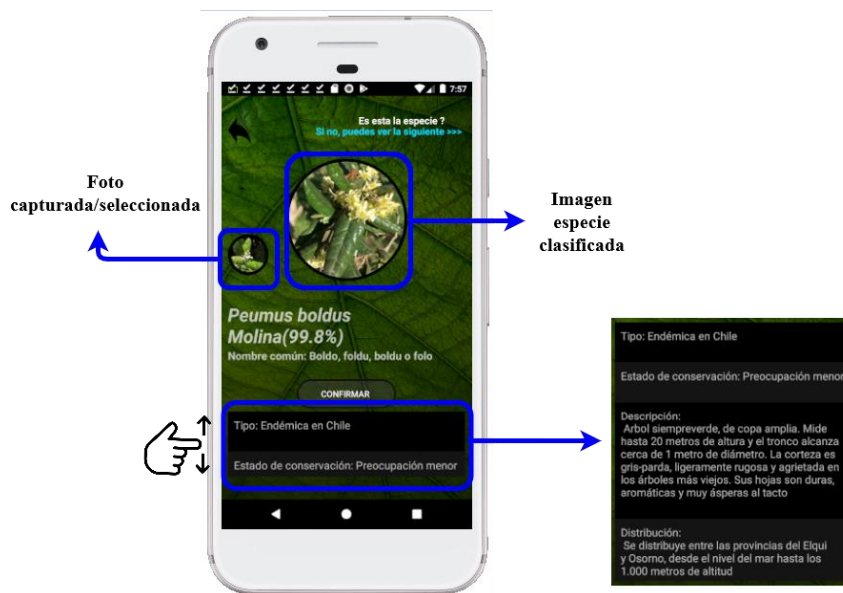 7:57
Es esta la especie ?
Si no, puedes ver la siguiente >>>
Foto
capturada/seleccionada
Imagen
especie
clasificada
Peumus boldus
Molina(99.8%)
Nombre común: Boldo, foldu, boldu o folo
CONFIRMAR
Tipo: Endémica en Chile
Estado de conservación: Preocupación menor
Tipo: Endémica en Chile
Estado de conservación: Preocupación menor
Descripción:
Arbol siempreverde, de copa amplia. Mide
hasta 20 metros de altura y el tronco alcanza
cerca de 1 metro de diámetro. La corteza es
gris-parda, ligeramente rugosa y agrietada en
los árboles más viejos. Sus hojas son duras,
aromáticas y muy ásperas al tacto
Distribución:
Se distribuye entre las provincias del Elqui
y Osorno, desde el nivel del mar hasta los
1.000 metros de altitud